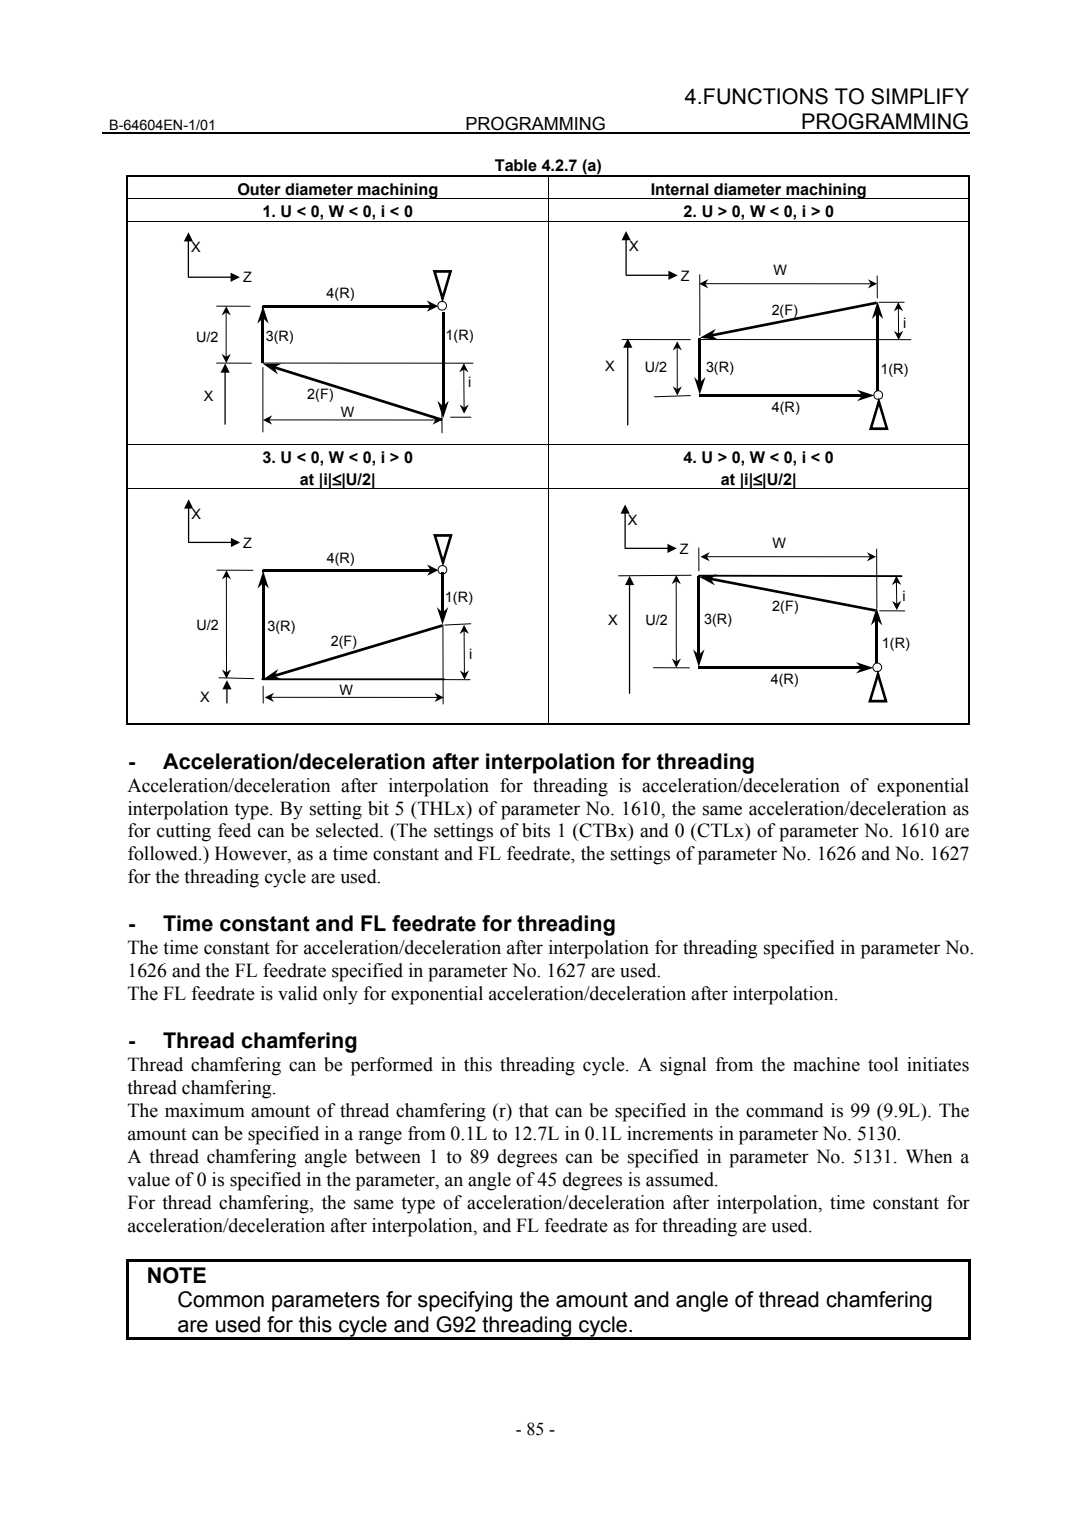 4.FUNCTIONS TO SIMPLIFY
B-64604EN-1/01 PROGRAMMING PROGRAMMING
Table 4.2.7 (a)
Outer diameter machining Internal diameter machining
1. U < 0, W < 0, i < 0 2. U > 0, W < 0, i > 0
X
Z
4(R)
U/2
3(R)
1(R)
i
X
2(F)
W
X
Z
W
2(F)
i
X
U/2
3(R)
1(R)
4(R)
3. U < 0, W < 0, i > 0 4. U > 0, W < 0, i < 0
at |i|≤|U/2| at |i|≤|U/2|
X
Z
4(R)
1(R)
U/2
3(R)
2(F)
i
X
W
X
Z
W
i
2(F)
X
U/2
3(R)
1(R)
4(R)
- Acceleration/deceleration after interpolation for threading
Acceleration/deceleration after interpolation for threading is acceleration/deceleration of exponential
interpolation type. By setting bit 5 (THLx) of parameter No. 1610, the same acceleration/deceleration as
for cutting feed can be selected. (The settings of bits 1 (CTBx) and 0 (CTLx) of parameter No. 1610 are
followed.) However, as a time constant and FL feedrate, the settings of parameter No. 1626 and No. 1627
for the threading cycle are used.
- Time constant and FL feedrate for threading
The time constant for acceleration/deceleration after interpolation for threading specified in parameter No.
1626 and the FL feedrate specified in parameter No. 1627 are used.
The FL feedrate is valid only for exponential acceleration/deceleration after interpolation.
- Thread chamfering
Thread chamfering can be performed in this threading cycle. A signal from the machine tool initiates
thread chamfering.
The maximum amount of thread chamfering (r) that can be specified in the command is 99 (9.9L). The
amount can be specified in a range from 0.1L to 12.7L in 0.1L increments in parameter No. 5130.
A thread chamfering angle between 1 to 89 degrees can be specified in parameter No. 5131. When a
value of 0 is specified in the parameter, an angle of 45 degrees is assumed.
For thread chamfering, the same type of acceleration/deceleration after interpolation, time constant for
acceleration/deceleration after interpolation, and FL feedrate as for threading are used.
NOTE
Common parameters for specifying the amount and angle of thread chamfering
are used for this cycle and G92 threading cycle.
- 85 -